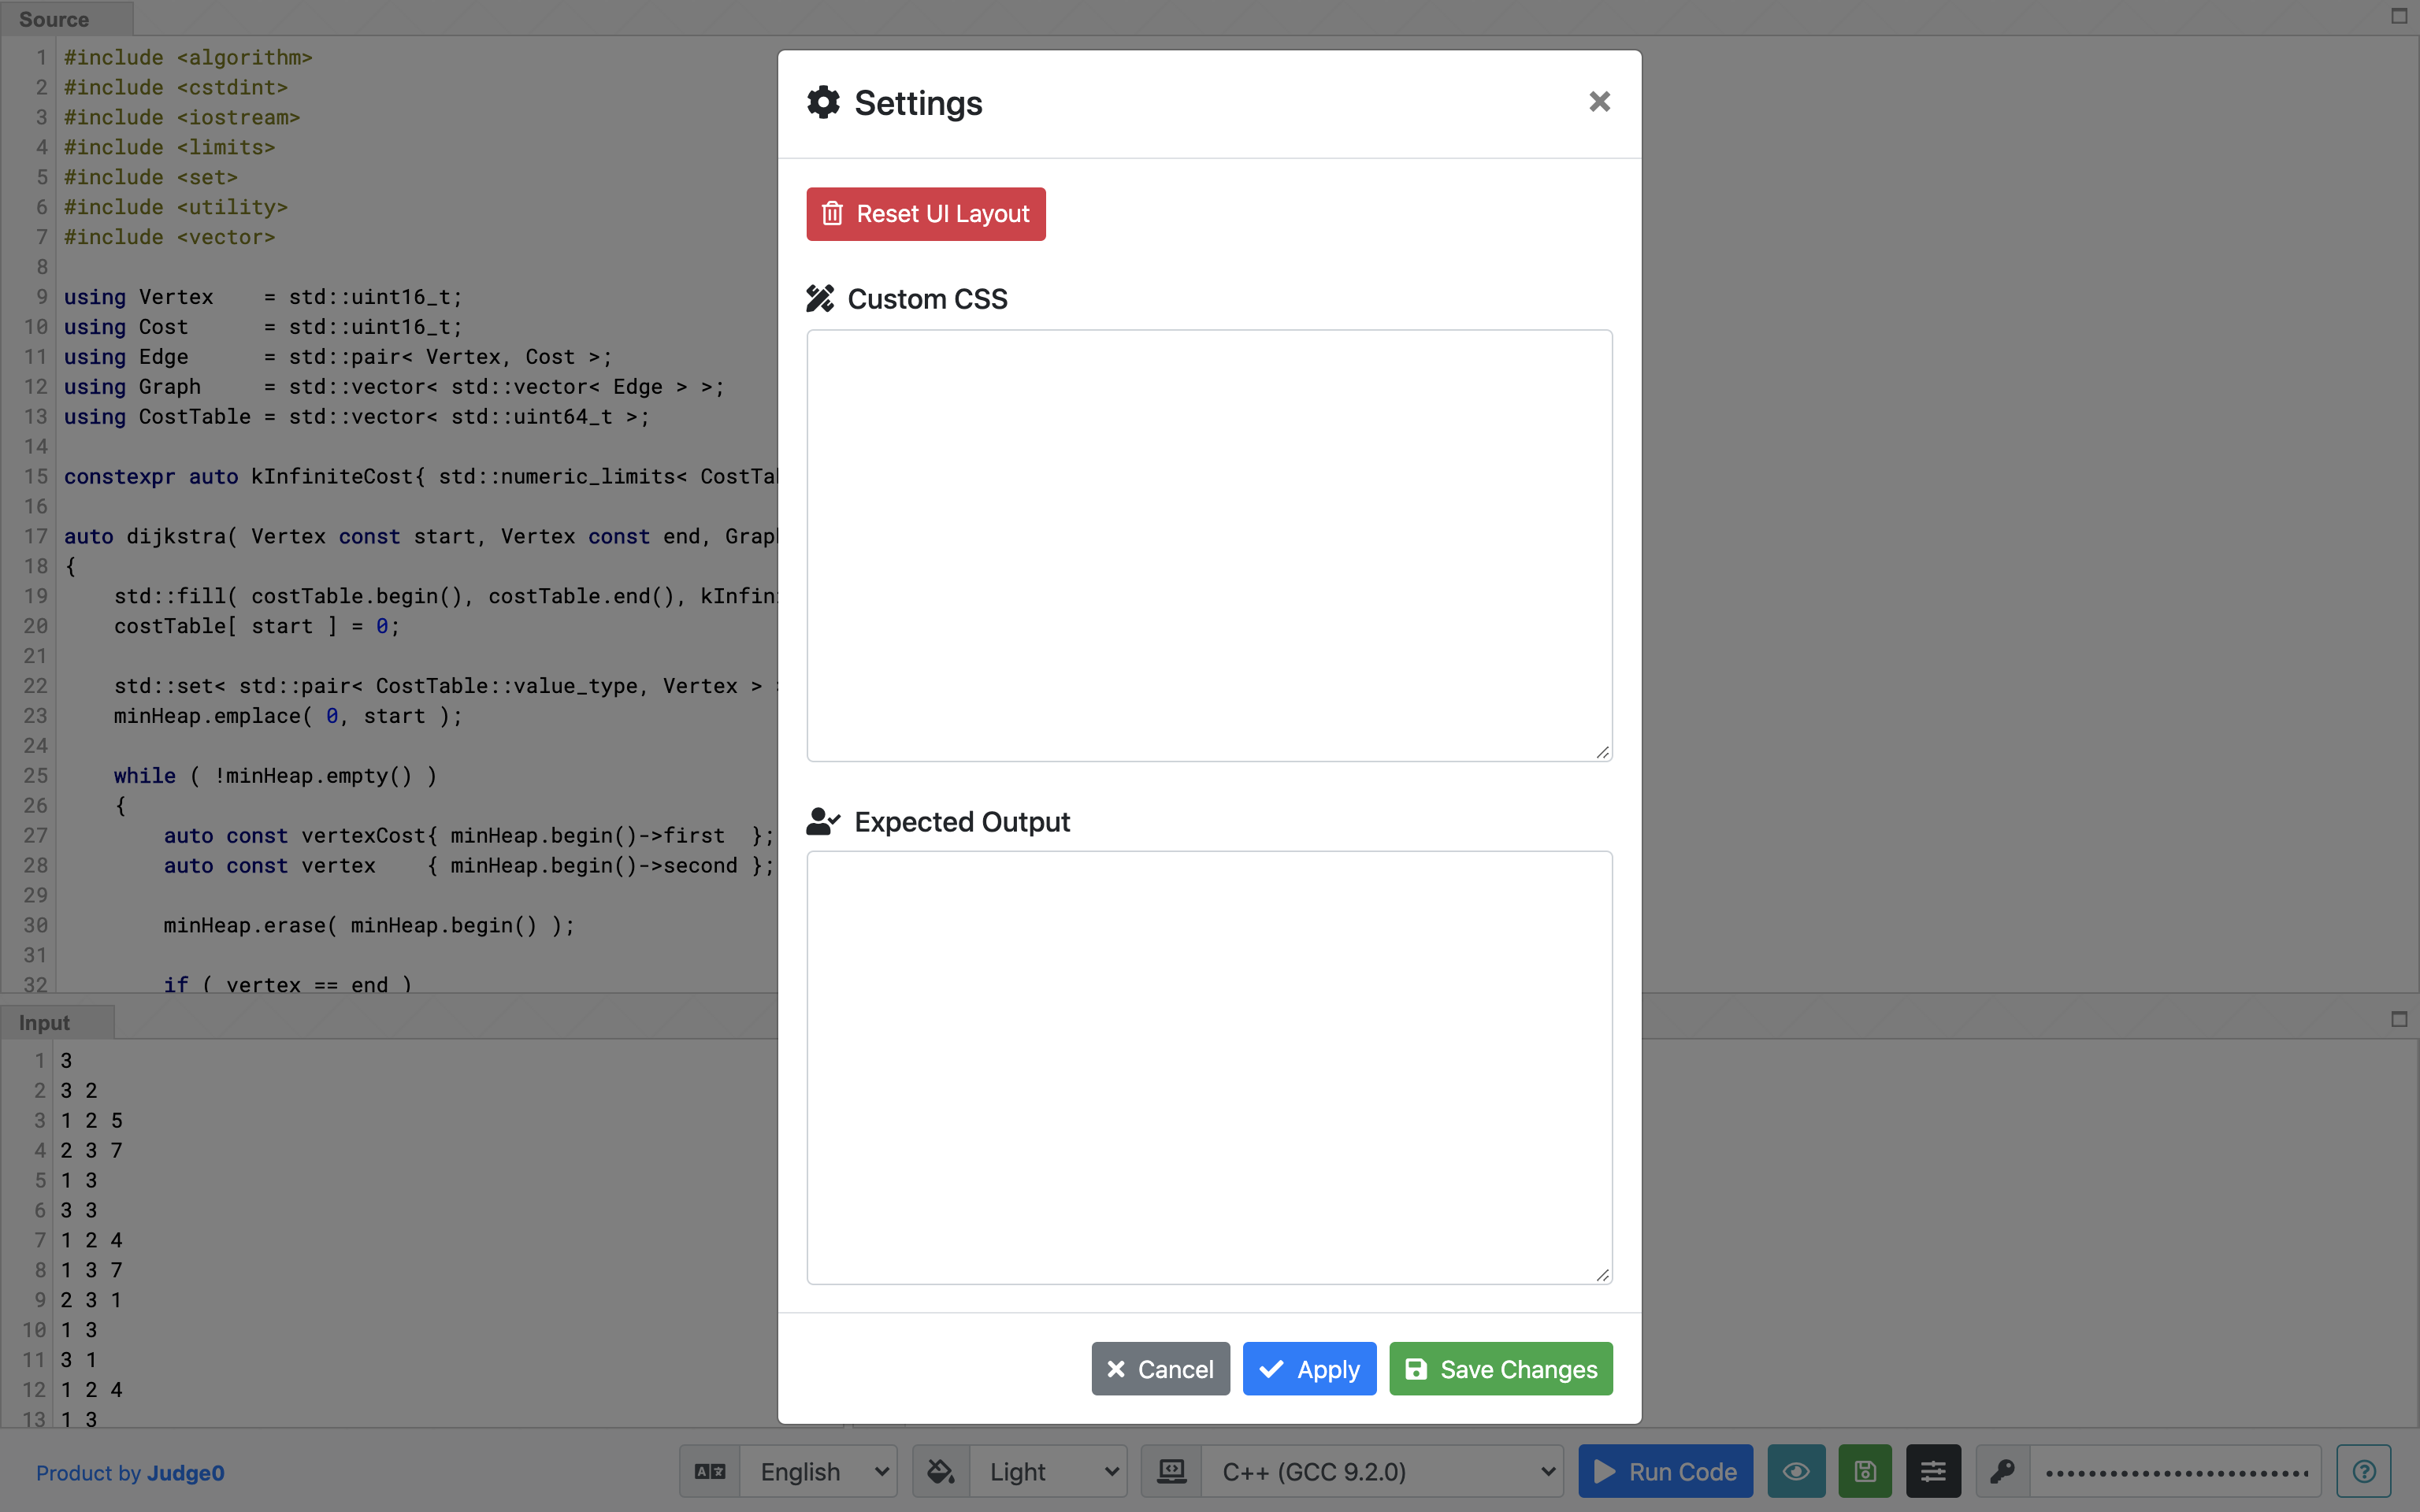 Source
1 #include <algorithm>
2 #include <cstdint>
3 #include <iostream>
4 #include <limits>
5 #include <set>
6 #include <utility>
7 #include <vector>
8
9 using Vertex    = std::uint16_t;
10 using Cost      = std::uint16_t;
11 using Edge      = std::pair< Vertex, Cost >;
12 using Graph     = std::vector< std::vector< Edge > >;
13 using CostTable = std::vector< std::uint64_t >;
14
15 constexpr auto kInfiniteCost{ std::numeric_limits< CostTa
16
17 auto dijkstra( Vertex const start, Vertex const end, Grap
18 {
19     std::fill( costTable.begin(), costTable.end(), kInfin
20     costTable[ start ] = 0;
21
22     std::set< std::pair< CostTable::value_type, Vertex >
23     minHeap.emplace( 0, start );
24
25     while ( !minHeap.empty() )
26     {
27         auto const vertexCost{ minHeap.begin()->first  };
28         auto const vertex    { minHeap.begin()->second };
29
30         minHeap.erase( minHeap.begin() );
31
32         if ( vertex == end )
Input
1 3
2 3 2
3 1 2 5
4 2 3 7
5 1 3
6 3 3
7 1 2 4
8 1 3 7
9 2 3 1
10 1 3
11 3 1
12 1 2 4
13 1 3
Settings
Reset UI Layout
Custom CSS
Expected Output
Cancel Apply Save Changes
Product by Judge0 English Light C++ (GCC 9.2.0) Run Code